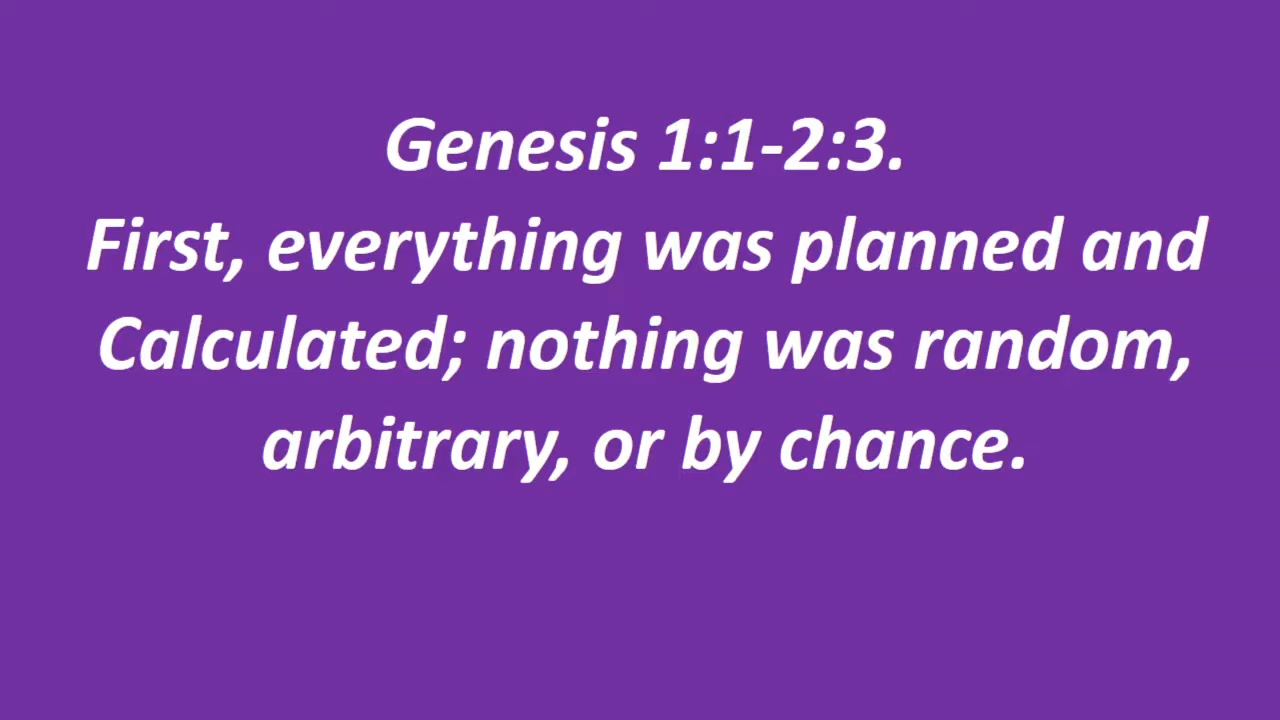 Genesis 1:1-2:3.
First, everything was planned and
Calculated; nothing was random,
arbitrary, or by chance.